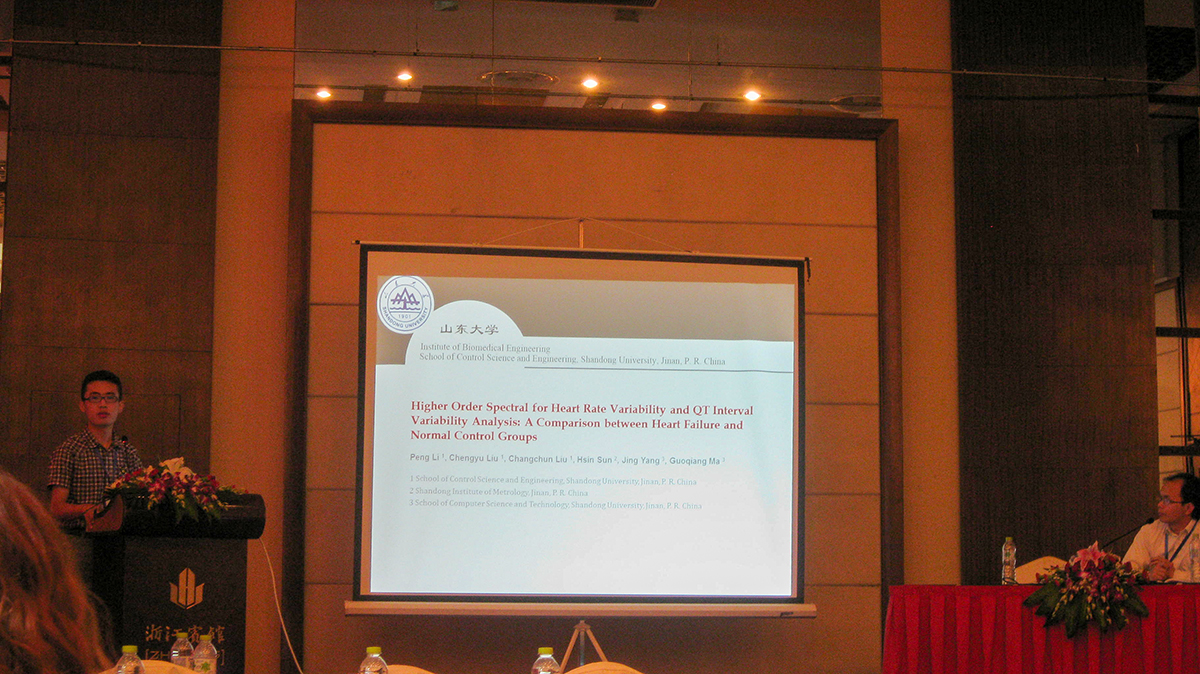 SHANDONG UNIVERSITY
1901
山东大学
Institute of Biomedical Engineering
School of Control Science and Engineering, Shandong University, Jinan, P. R. China
Higher Order Spectral for Heart Rate Variability and QT Interval
Variability Analysis: A Comparison between Heart Failure and
Normal Control Groups
Peng Li 1, Chengyu Liu 1, Changchun Liu 1, Hsin Sun 2, Jing Yang 3, Guoqiang Ma 3
1 School of Control Science and Engineering, Shandong University, Jinan, P. R. China
2 Shandong Institute of Metrology, Jinan, P. R. China
3 School of Computer Science and Technology, Shandong University, Jinan, P. R. China
浙江宾馆